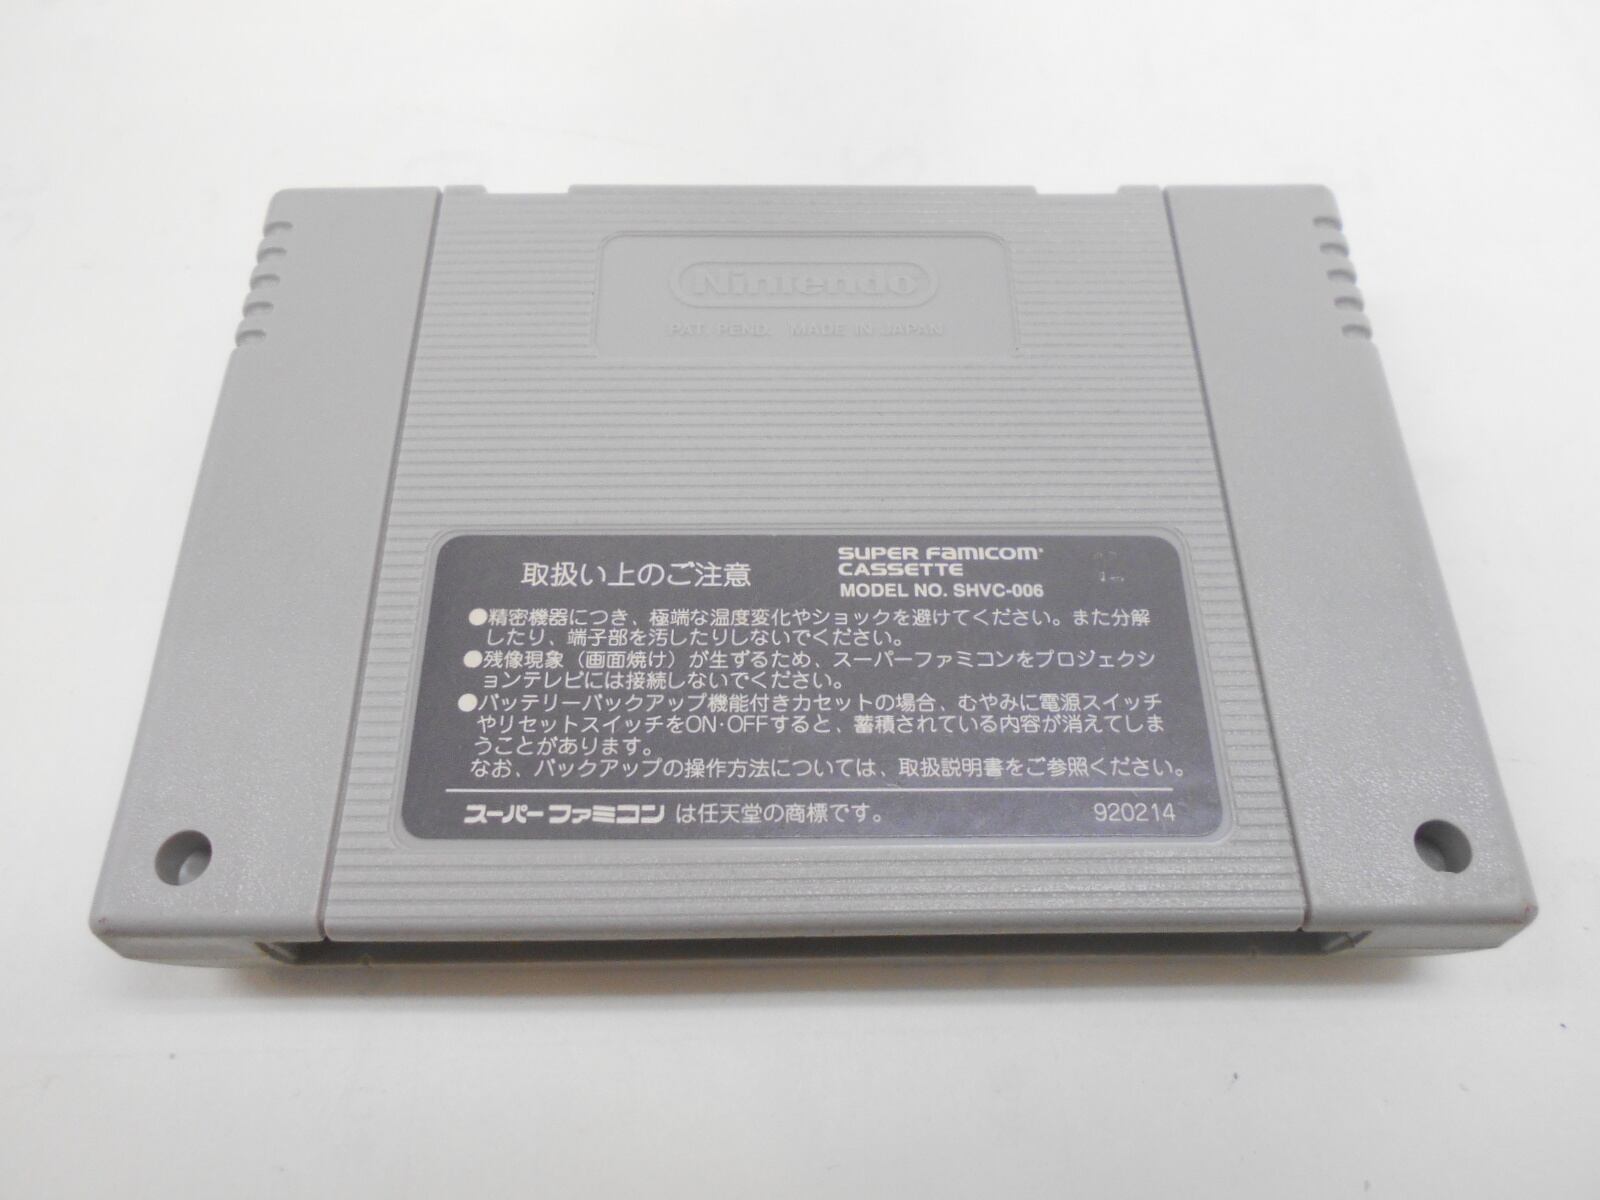 Nintendo
PAT. PEND. MADE IN JAPAN
取扱い上のご注意
SUPER FAMICOM
CASSETTE
MODEL NO. SHVC-006
●精密機器につき、極端な温度変化やショックを避けてください。また分解
したり、端子部を汚したりしないでください。
●残像現象（画面焼け）が生ずるため、スーパーファミコンをプロジェクシ
ョンテレビには接続しないでください。
●バッテリーバックアップ機能付きカセットの場合、むやみに電源スイッチ
やリセットスイッチをON・OFFすると、蓄積されている内容が消えてしま
うことがあります。
なお、バックアップの操作方法については、取扱説明書をご参照ください。
スーパーファミコン は任天堂の商標です。
920214